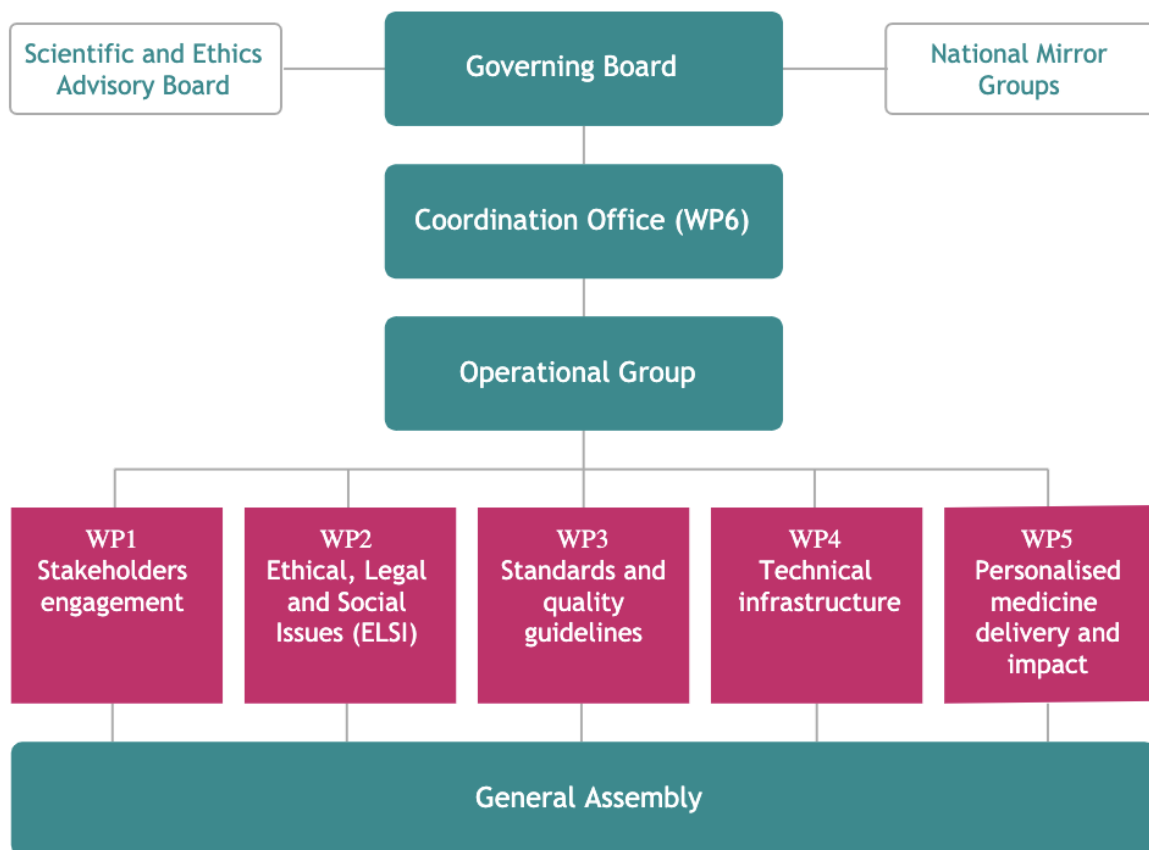 Scientific and Ethics
Advisory Board
Governing Board
National Mirror
Groups
Coordination Office (WP6)
Operational Group
WP1
Stakeholders
engagement
WP2
Ethical, Legal
and Social
Issues (ELSI)
WP3
Standards and
quality
guidelines
WP4
Technical
infrastructure
WP5
Personalised
medicine
delivery and
impact
General Assembly